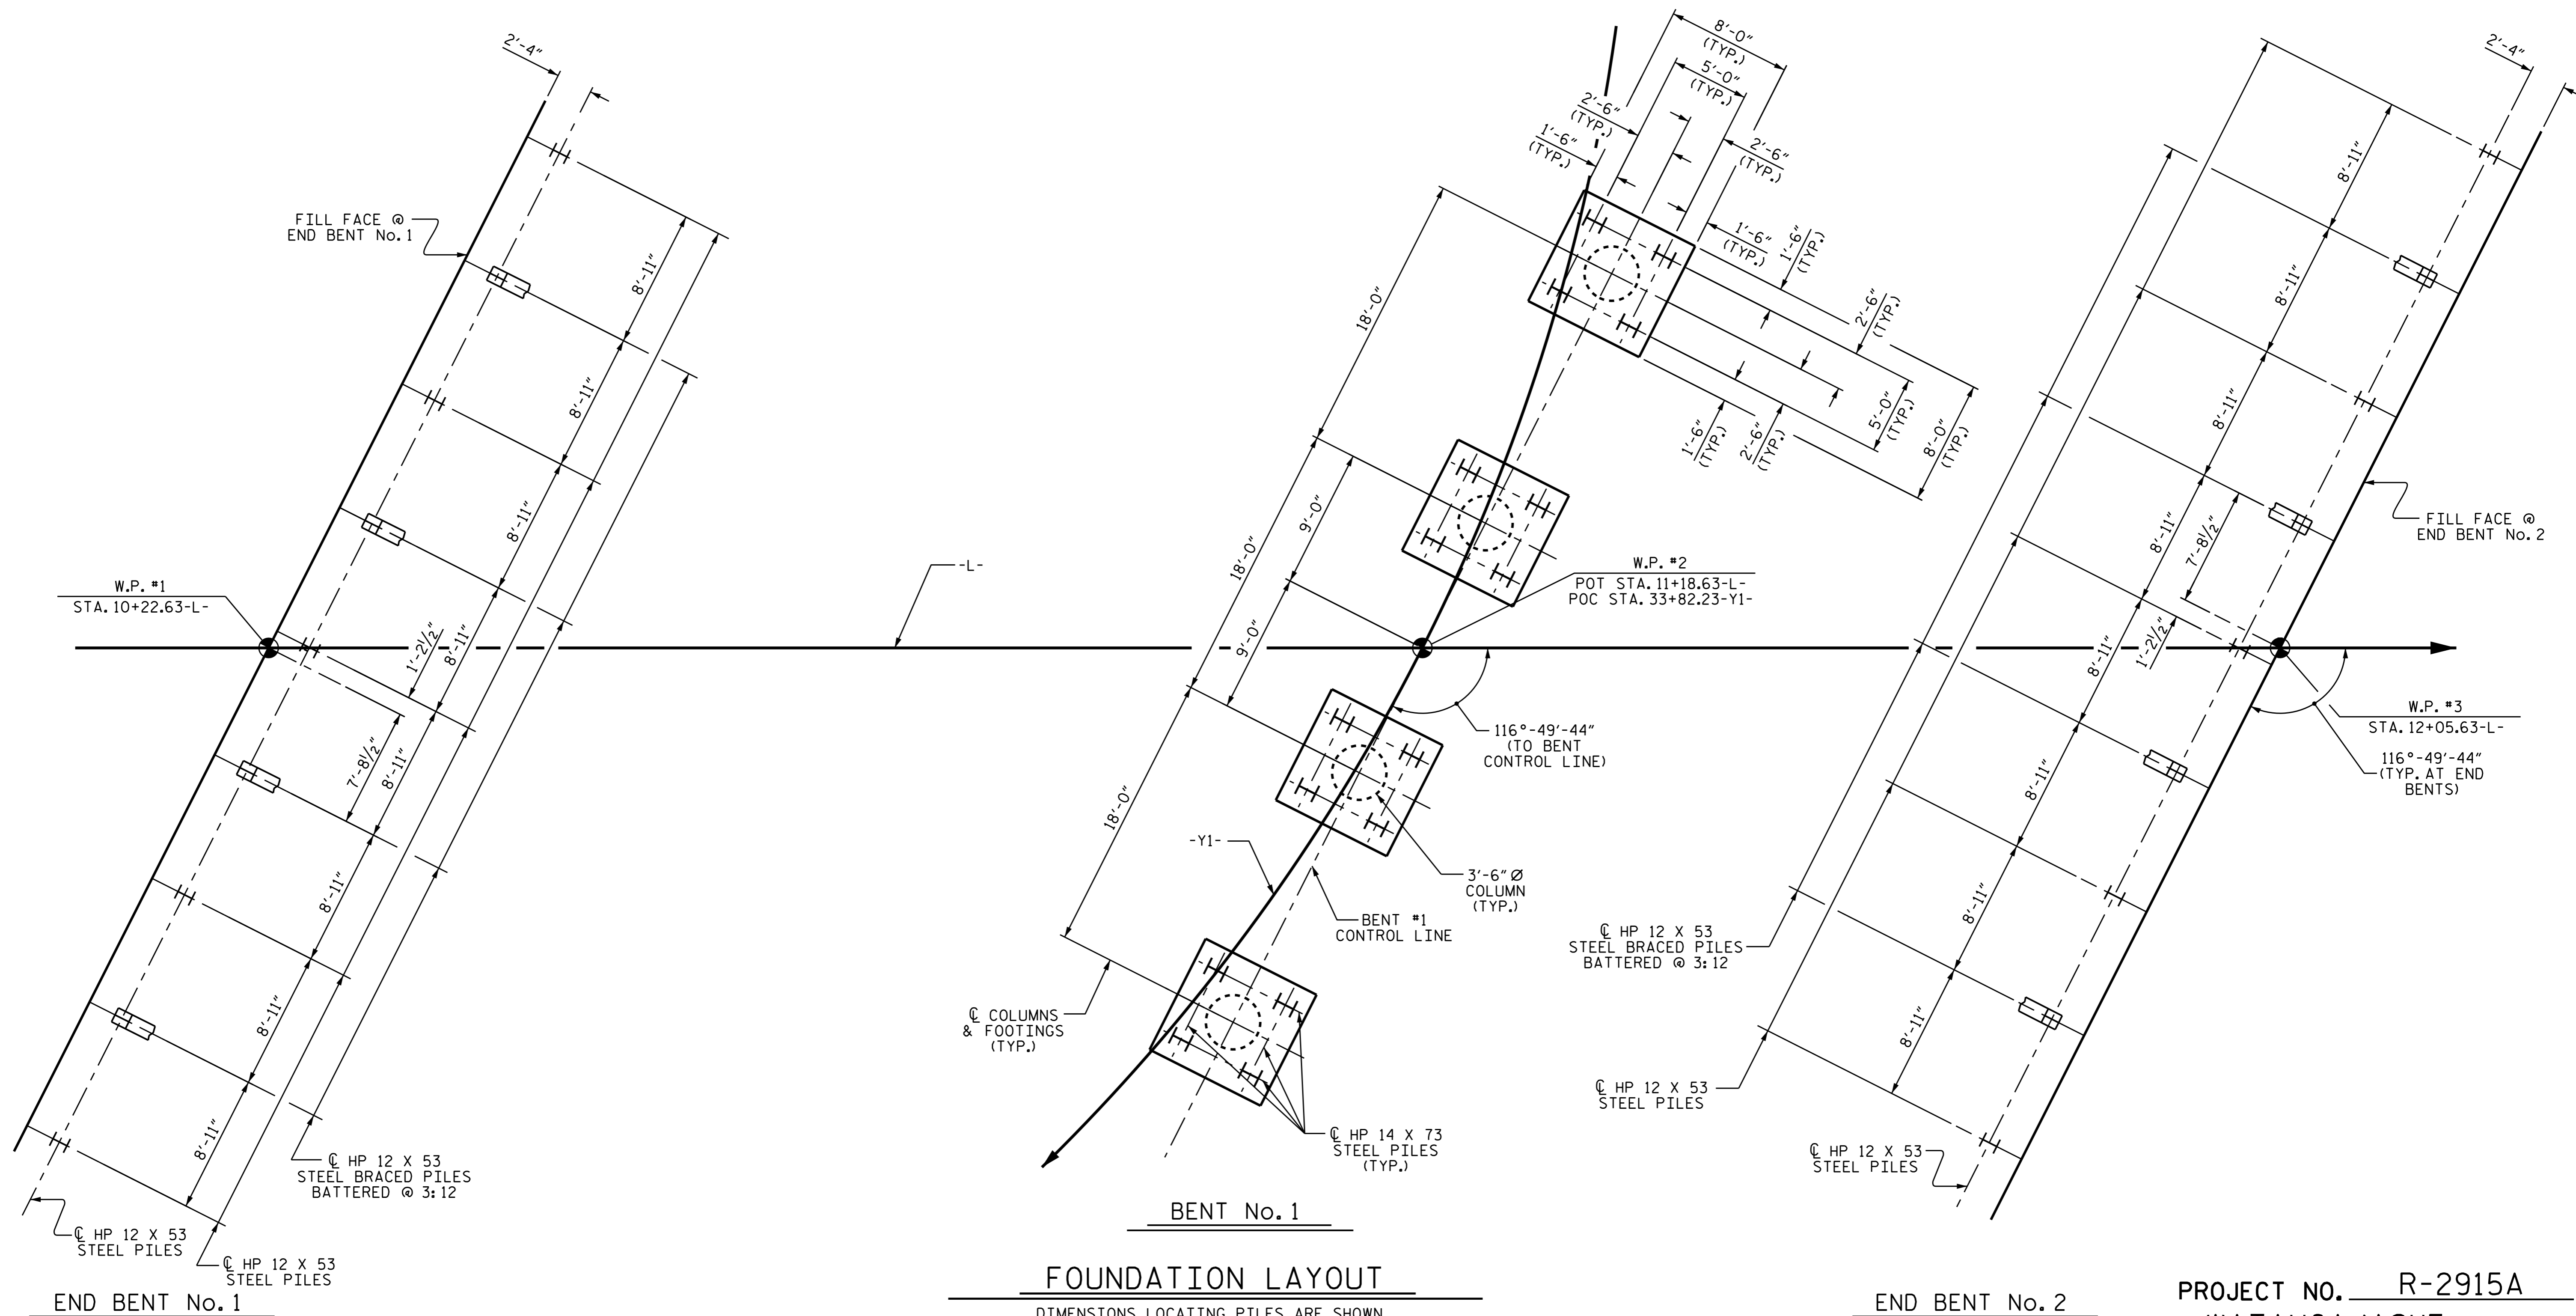 2'-4"
FILL FACE @
END BENT No. 1
8'-11"
8'-11"
8'-11"
8'-11"
8'-11"
8'-11"
8'-11"
8'-11"
1'-2½"
7'-8½"
W.P. #1
STA. 10+22.63-L-
-L-
℄ HP 12 X 53
STEEL BRACED PILES
BATTERED @ 3:12
℄ HP 12 X 53
STEEL PILES
℄ HP 12 X 53
STEEL PILES
END BENT No. 1
8'-0"
(TYP.)
5'-0"
(TYP.)
2'-6"
(TYP.)
1'-6"
(TYP.)
2'-6"
(TYP.)
1'-6"
(TYP.)
1'-6"
(TYP.)
2'-6"
(TYP.)
5'-0"
(TYP.)
8'-0"
(TYP.)
1'-6"
(TYP.)
2'-6"
(TYP.)
18'-0"
18'-0"
9'-0"
9'-0"
18'-0"
W.P. #2
POT STA. 11+18.63-L-
POC STA. 33+82.23-Y1-
116°-49'-44"
(TO BENT
CONTROL LINE)
-Y1-
3'-6" Ø
COLUMN
(TYP.)
BENT #1
CONTROL LINE
℄ COLUMNS
& FOOTINGS
(TYP.)
℄ HP 14 X 73
STEEL PILES
(TYP.)
BENT No. 1
FOUNDATION LAYOUT
DIMENSIONS LOCATING PILES ARE SHOWN
2'-4"
8'-11"
8'-11"
8'-11"
8'-11"
8'-11"
8'-11"
8'-11"
8'-11"
7'-8½"
1'-2½"
FILL FACE @
END BENT No. 2
W.P. #3
STA. 12+05.63-L-
116°-49'-44"
(TYP. AT END
BENTS)
℄ HP 12 X 53
STEEL BRACED PILES
BATTERED @ 3:12
℄ HP 12 X 53
STEEL PILES
℄ HP 12 X 53
STEEL PILES
END BENT No. 2
PROJECT NO. R-2915A